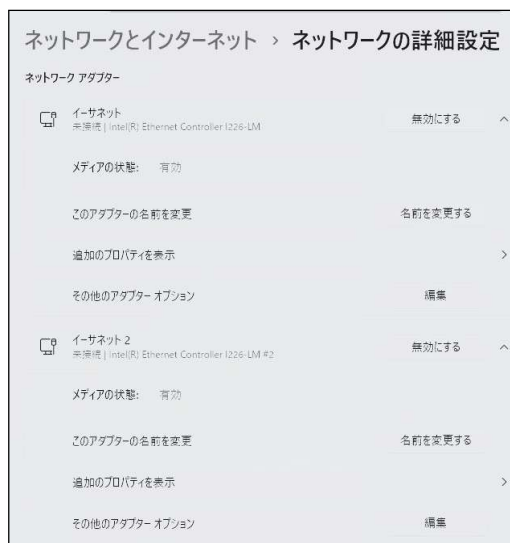 ネットワークとインターネット › ネットワークの詳細設定
ネットワーク アダプター
イーサネット
無効にする
未接続 | Intel(R) Ethernet Controller I226-LM
メディアの状態: 有効
このアダプターの名前を変更
名前を変更する
追加のプロパティを表示
その他のアダプター オプション
編集
イーサネット 2
無効にする
未接続 | Intel(R) Ethernet Controller I226-LM #2
メディアの状態: 有効
このアダプターの名前を変更
名前を変更する
追加のプロパティを表示
その他のアダプター オプション
編集